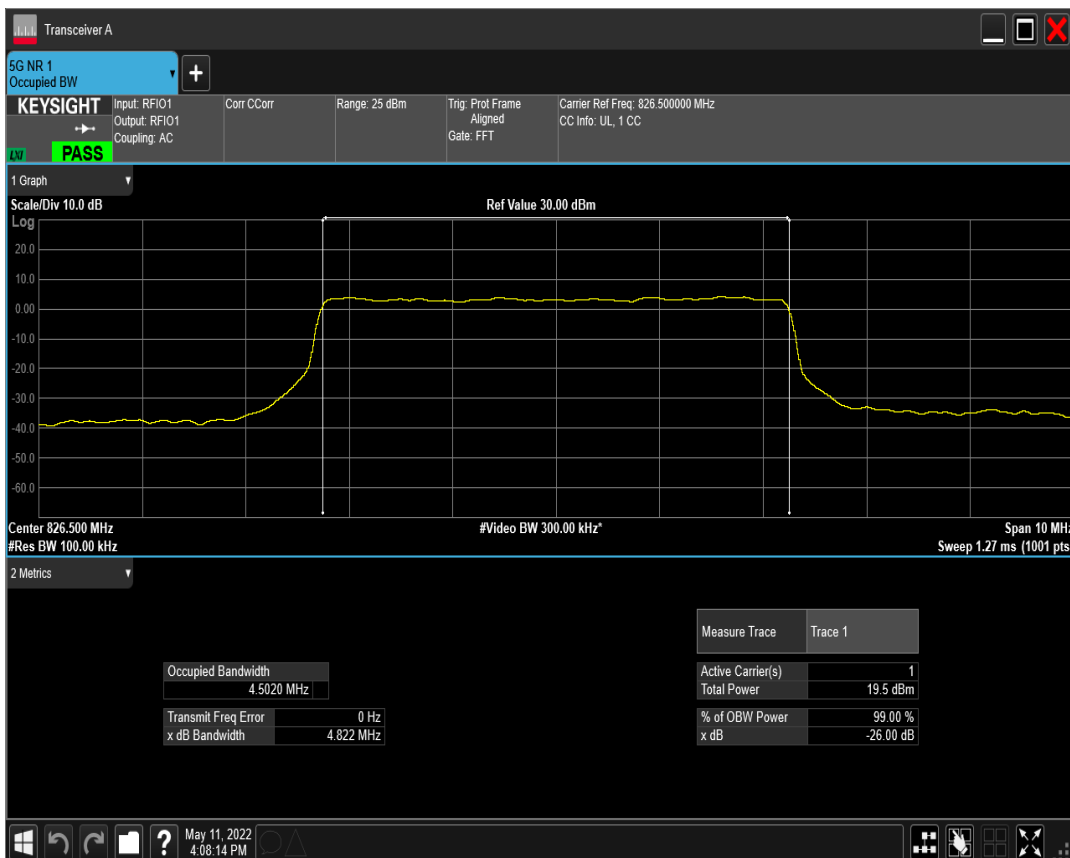 Transceiver A
5G NR 1
Occupied BW
+
KEYSIGHT
LXI
PASS
Input: RFIO1
Output: RFIO1
Coupling: AC
Corr CCorr
Range: 25 dBm
Trig: Prot Frame
Aligned
Gate: FFT
Carrier Ref Freq: 826.500000 MHz
CC Info: UL, 1 CC
1 Graph
Scale/Div 10.0 dB
Ref Value 30.00 dBm
Log
20.0
10.0
0.00
-10.0
-20.0
-30.0
-40.0
-50.0
-60.0
Center 826.500 MHz
#Video BW 300.00 kHz*
Span 10 MHz
#Res BW 100.00 kHz
Sweep 1.27 ms (1001 pts
2 Metrics
Measure Trace Trace 1
Occupied Bandwidth
4.5020 MHz
Active Carrier(s) 1
Total Power 19.5 dBm
Transmit Freq Error 0 Hz
x dB Bandwidth 4.822 MHz
% of OBW Power 99.00 %
x dB -26.00 dB
?
May 11, 2022
4:08:14 PM